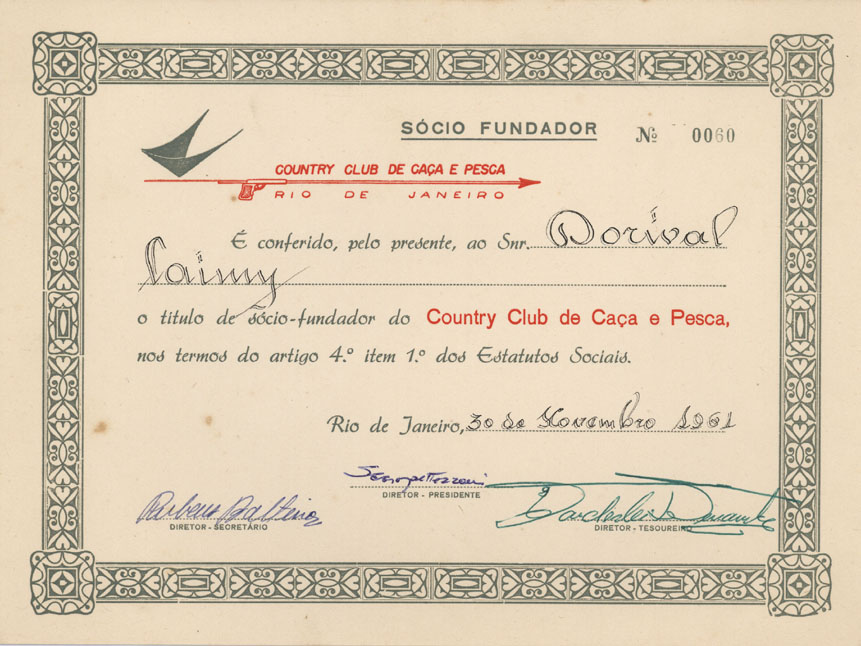 SÓCIO FUNDADOR
Nº 0060
COUNTRY CLUB DE CAÇA E PESCA
RIO DE JANEIRO
É conferido, pelo presente, ao Snr. Dorival
Caimy
o título de sócio-fundador do Country Club de Caça e Pesca,
nos termos do artigo 4.º item 1.º dos Estatutos Sociais.
Rio de Janeiro, 30 de Novembro 1961
DIRETOR - PRESIDENTE
DIRETOR - SECRETÁRIO
DIRETOR - TESOUREIRO